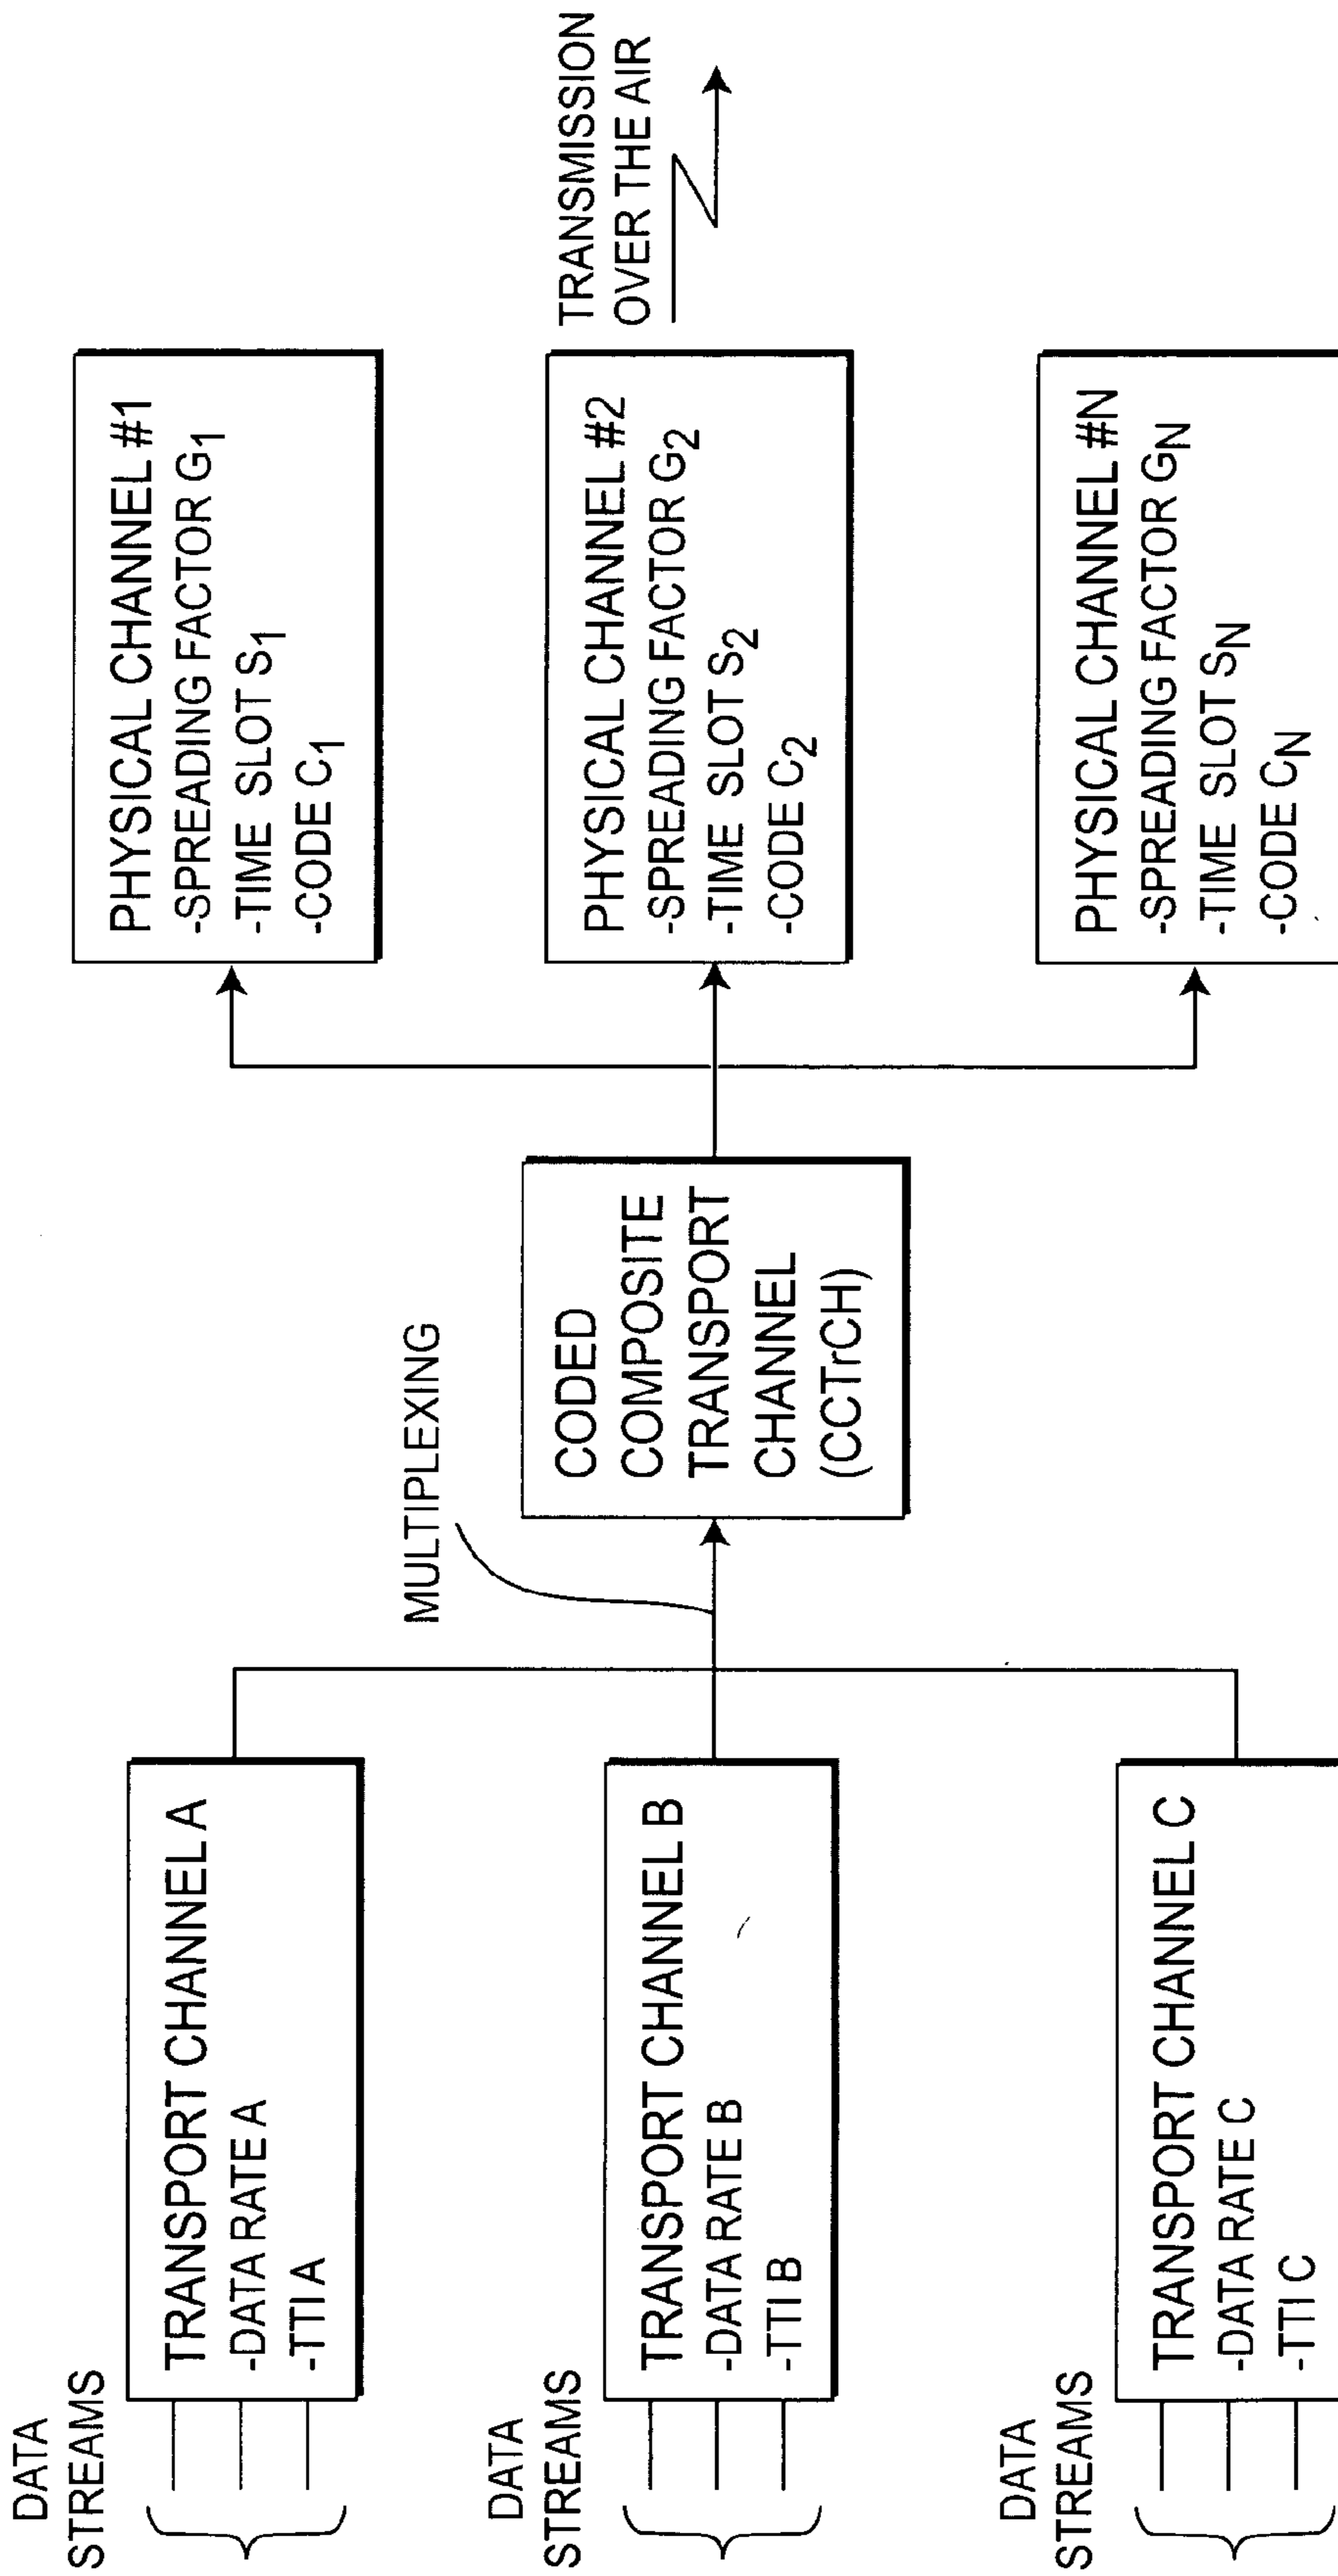 DATA
STREAMS
TRANSPORT CHANNEL A
-DATA RATE A
-TTI A
DATA
STREAMS
TRANSPORT CHANNEL B
-DATA RATE B
-TTI B
DATA
STREAMS
TRANSPORT CHANNEL C
-DATA RATE C
-TTI C
MULTIPLEXING
CODED
COMPOSITE
TRANSPORT
CHANNEL
(CCTrCH)
PHYSICAL CHANNEL #1
-SPREADING FACTOR G1
-TIME SLOT S1
-CODE C1
PHYSICAL CHANNEL #2
-SPREADING FACTOR G2
-TIME SLOT S2
-CODE C2
PHYSICAL CHANNEL #N
-SPREADING FACTOR GN
-TIME SLOT SN
-CODE CN
TRANSMISSION
OVER THE AIR